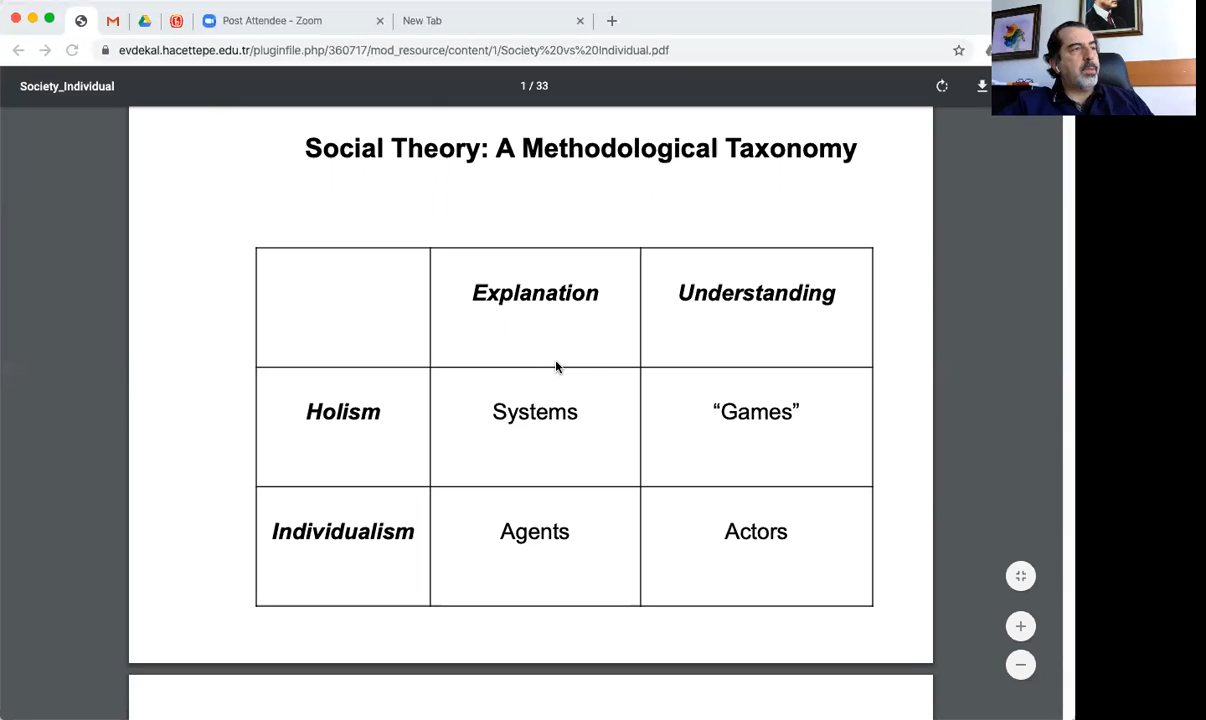 Post Attendee - Zoom
New Tab
evdekal.hacettepe.edu.tr/pluginfile.php/360717/mod_resource/content/1/Society%20vs%20Individual.pdf
Society_Individual
1 / 33
Social Theory: A Methodological Taxonomy
Explanation Understanding
Holism Systems “Games”
Individualism Agents Actors